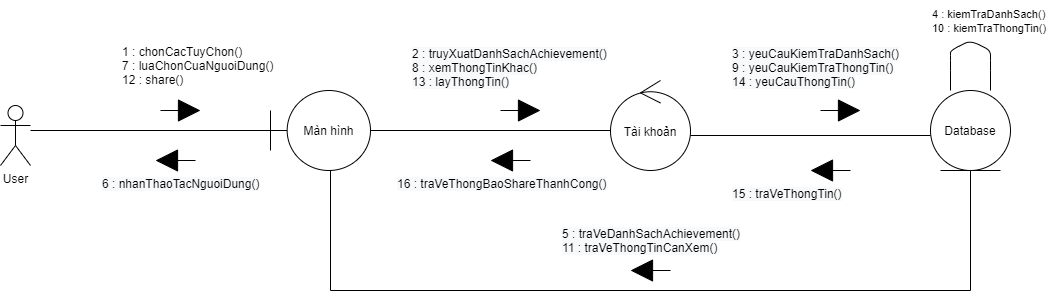 4 : kiemTraDanhSach()
10 : kiemTraThongTin()
1 : chonCacTuyChon()
7 : luaChonCuaNguoiDung()
12 : share()
2 : truyXuatDanhSachAchievement()
8 : xemThongTinKhac()
13 : layThongTin()
3 : yeuCauKiemTraDanhSach()
9 : yeuCauKiemTraThongTin()
14 : yeuCauThongTin()
Màn hình
Tài khoản
Database
User
6 : nhanThaoTacNguoiDung()
16 : traVeThongBaoShareThanhCong()
15 : traVeThongTin()
5 : traVeDanhSachAchievement()
11 : traVeThongTinCanXem()